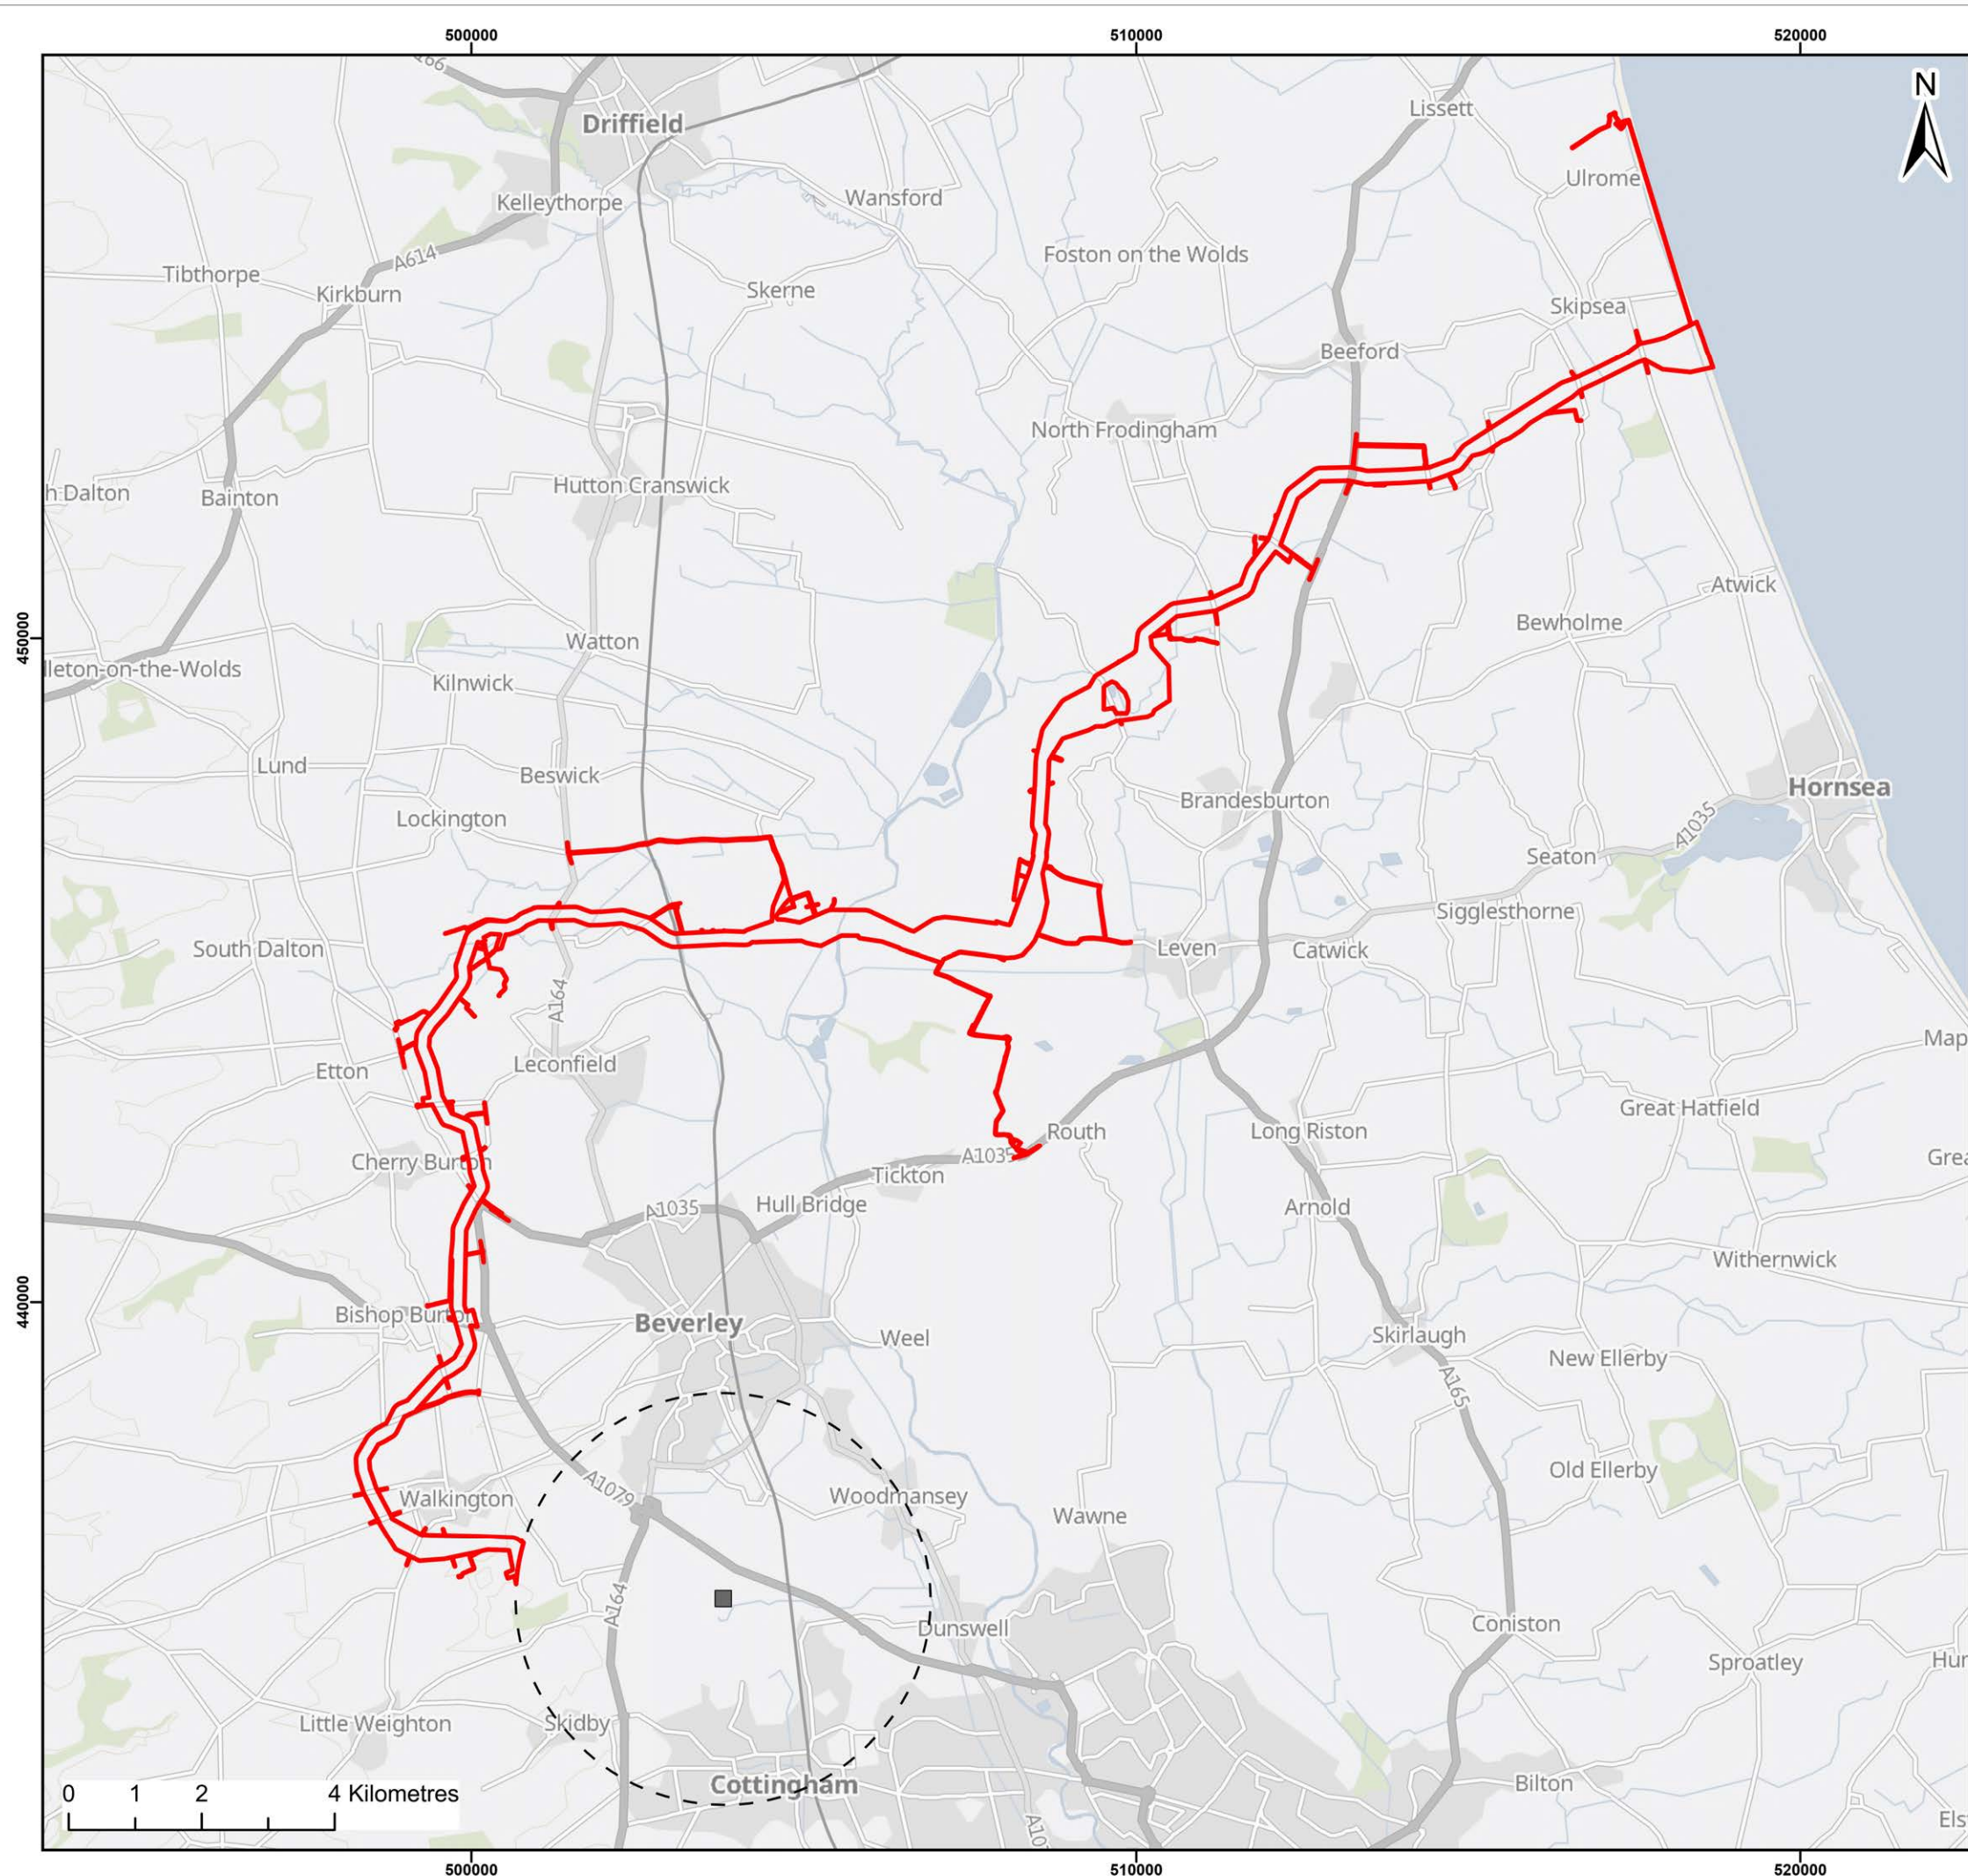 500000 510000 520000
N
A614
Driffield
Lissett
Ulrome
Kelleythorpe
Wansford
Foston on the Wolds
Tibthorpe
Kirkburn
Skerne
Skipsea
Beeford
North Frodingham
h Dalton
Bainton
Hutton Cranswick
Atwick
450000
Watton
Bewholme
lleton-on-the-Wolds
Kilnwick
Lund
Beswick
Hornsea
Brandesburton
Lockington
A1035
Seaton
Sigglesthorne
South Dalton
Leven
Catwick
A164
Map
Etton
Leconfield
Great Hatfield
Routh
Long Riston
Cherry Burton
A1035
Tickton
Grea
A1035
Hull Bridge
Arnold
Withernwick
440000
Bishop Burton
Beverley
Weel
Skirlaugh
New Ellerby
A165
Old Ellerby
Walkington
A1079
Woodmansey
Wawne
A164
Dunswell
Coniston
Sproatley
Hur
Little Weighton
Skidby
Cottingham
Bilton
0 1 2 4 Kilometres
Els
A10
500000 510000 520000